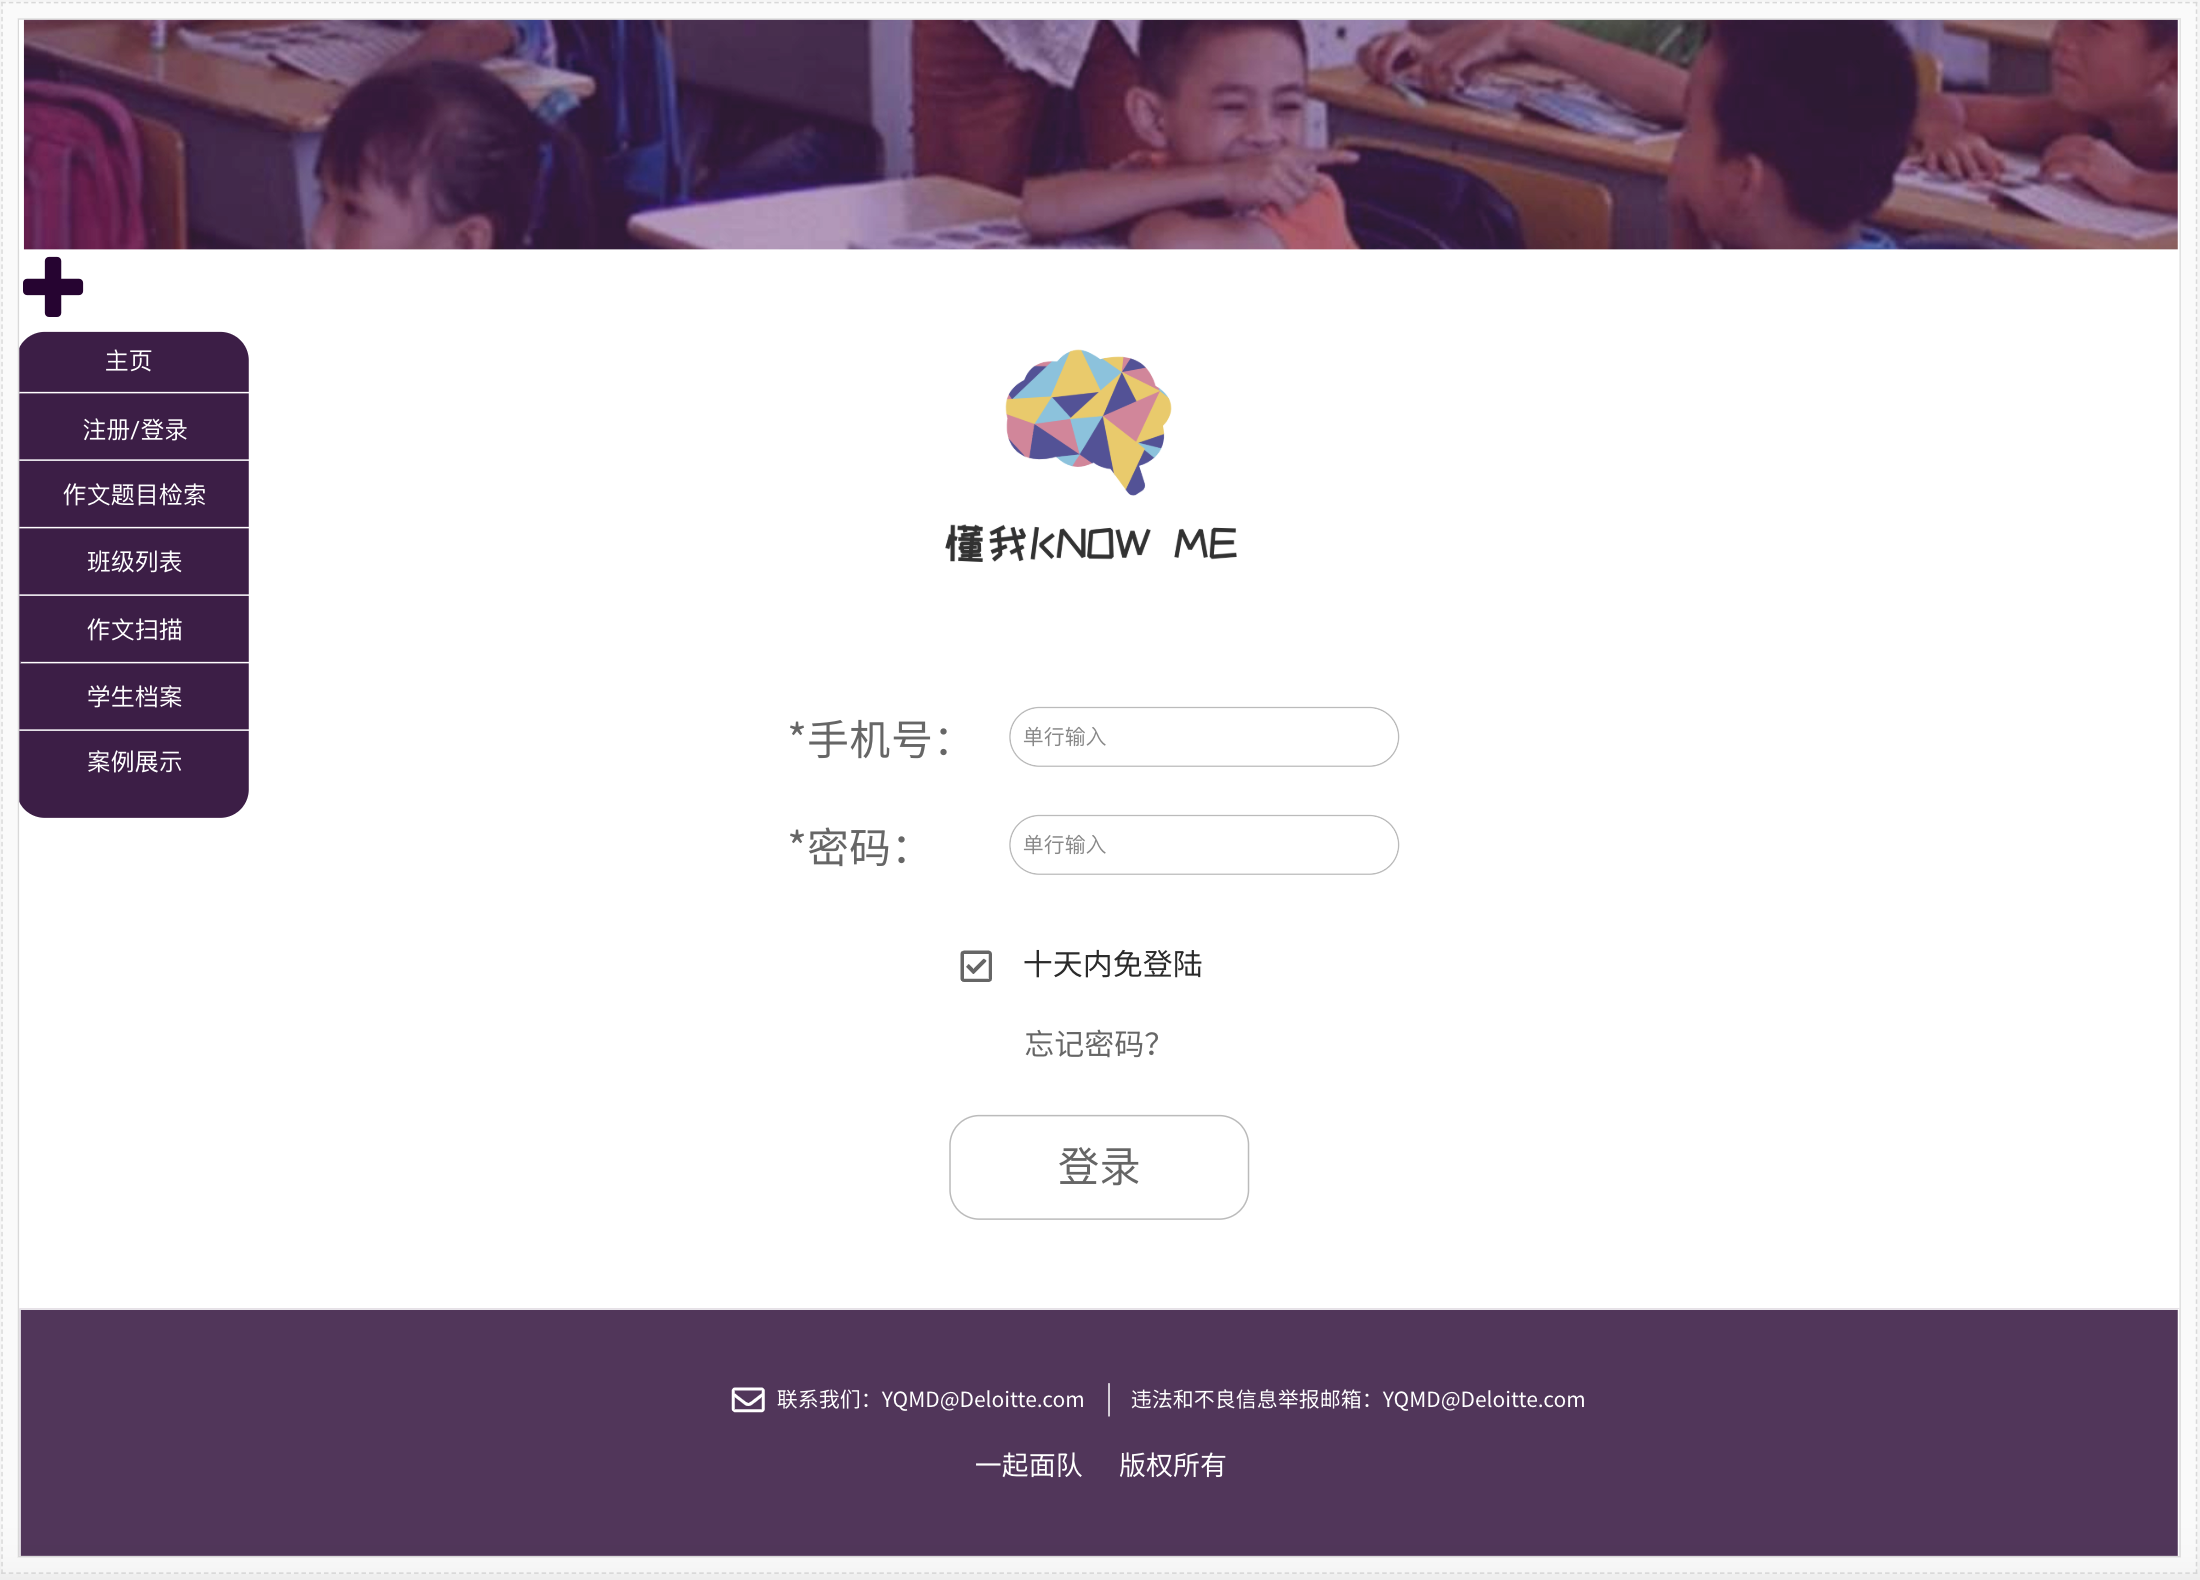 主页
注册/登录
作文题目检索
班级列表
作文扫描
学生档案
案例展示
懂我KNOW ME
*手机号：
单行输入
*密码：
单行输入
十天内免登陆
忘记密码？
登录
联系我们：YQMD@Deloitte.com
违法和不良信息举报邮箱：YQMD@Deloitte.com
一起面队 版权所有